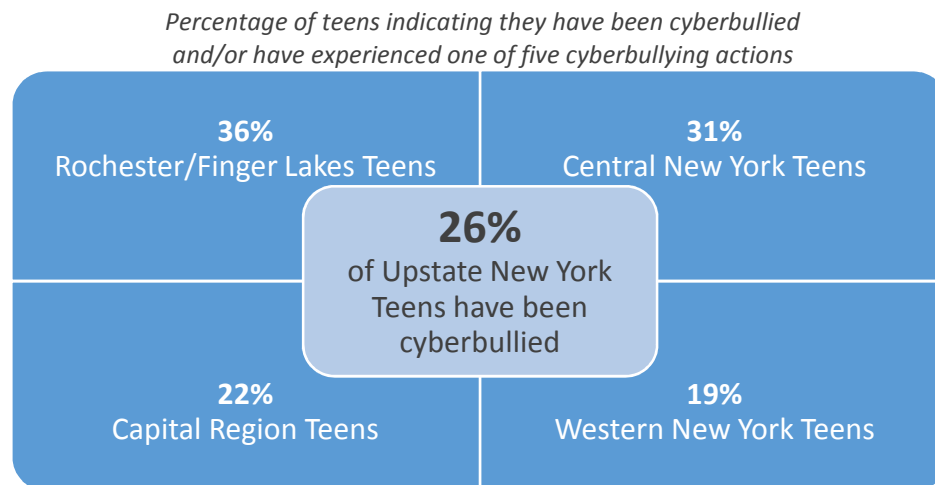 Percentage of teens indicating they have been cyberbullied
and/or have experienced one of five cyberbullying actions
36%
Rochester/Finger Lakes Teens
31%
Central New York Teens
26%
of Upstate New York
Teens have been
cyberbullied
22%
Capital Region Teens
19%
Western New York Teens